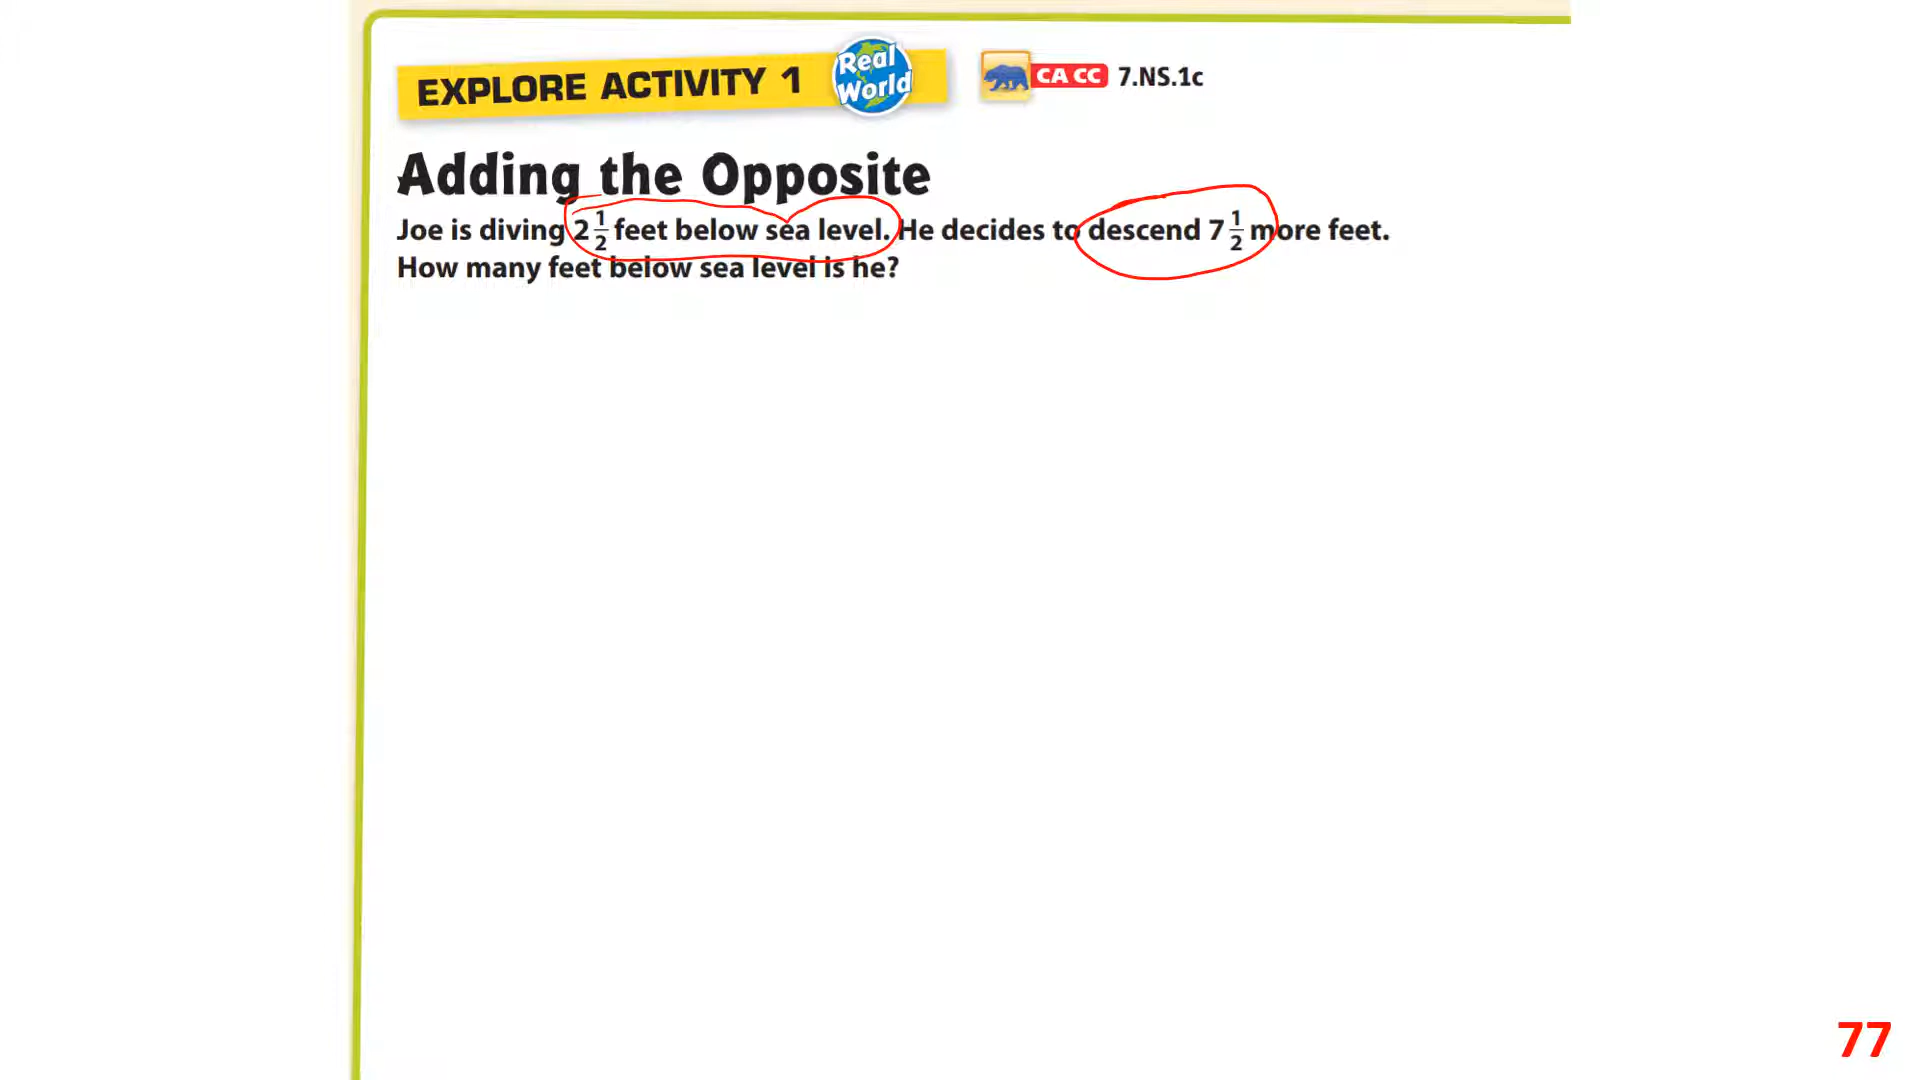 EXPLORE ACTIVITY 1 Real World CA CC 7.NS.1c
Adding the Opposite
Joe is diving 2 1/2 feet below sea level. He decides to descend 7 1/2 more feet.
How many feet below sea level is he?
77